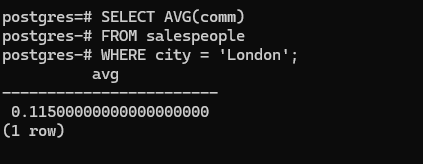 postgres=# SELECT AVG(comm)
postgres-# FROM salespeople
postgres-# WHERE city = 'London';
avg
------------------------
0.11500000000000000000
(1 row)